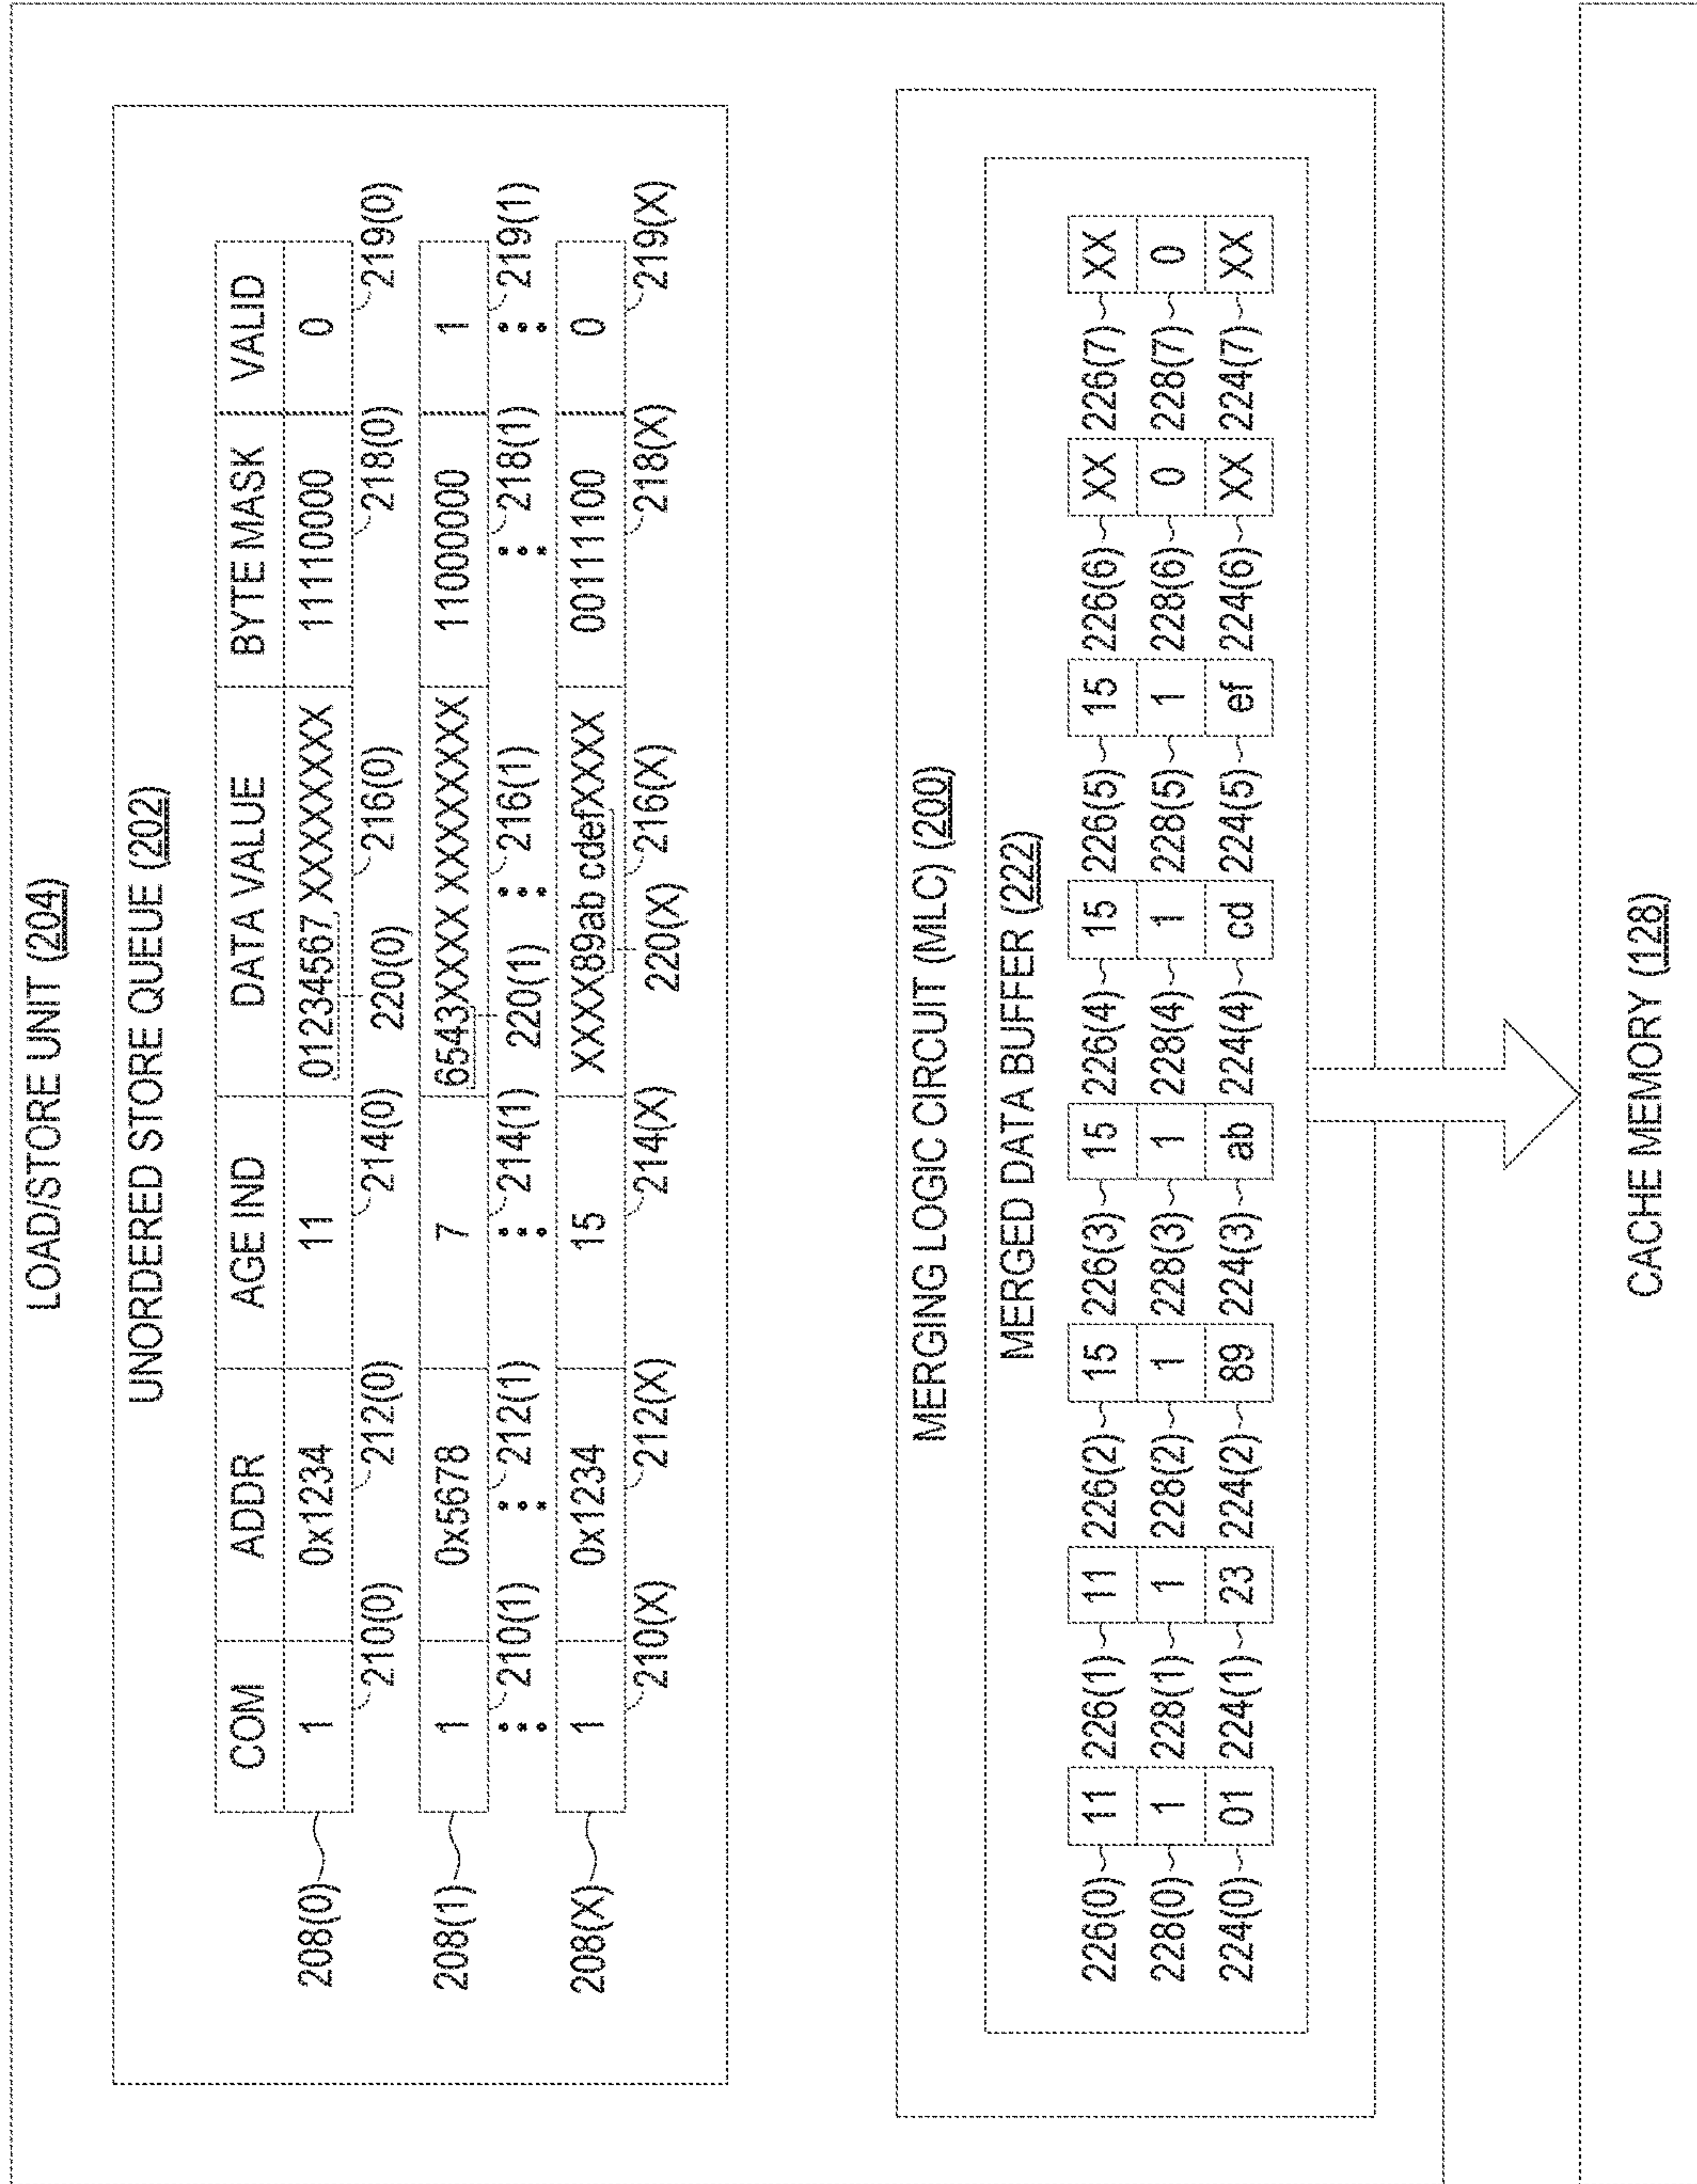 LOAD/STORE UNIT (204)
UNORDERED STORE QUEUE (202)
COM ADDR AGE IND DATA VALUE BYTE MASK VALID
208(0) 1 0x1234 11 01234567 XXXXXXXX 11110000 0
210(0) 212(0) 214(0) 220(0) 216(0) 218(0) 219(0)
208(1) 1 0x5678 7 6543XXXX XXXXXXXX 11000000 1
210(1) 212(1) 214(1) 220(1) 216(1) 218(1) 219(1)
208(X) 1 0x1234 15 XXXX89ab cdefXXXX 00111100 0
210(X) 212(X) 214(X) 220(X) 216(X) 218(X) 219(X)
MERGING LOGIC CIRCUIT (MLC) (200)
MERGED DATA BUFFER (222)
226(0) 11 226(1) 11 226(2) 15 226(3) 15 226(4) 15 226(5) 15 226(6) XX 226(7) XX
228(0) 1 228(1) 1 228(2) 1 228(3) 1 228(4) 1 228(5) 1 228(6) 0 228(7) 0
224(0) 01 224(1) 23 224(2) 89 224(3) ab 224(4) cd 224(5) ef 224(6) XX 224(7) XX
CACHE MEMORY (128)